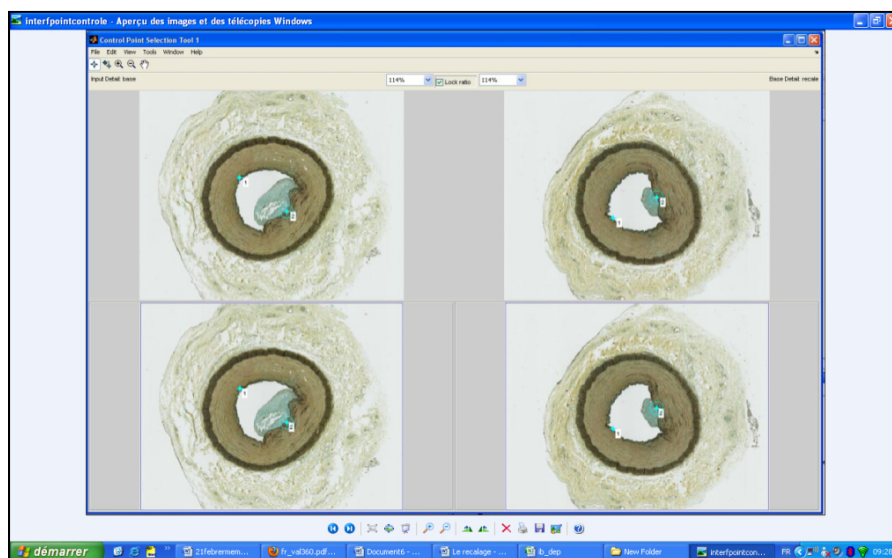 interfpointcontrole - Aperçu des images et des télécopies Windows
Control Point Selection Tool 1
File Edit View Tools Window Help
Input Detail: base 114% Lock ratio 114% Base Detail: recale
1
2
1
2
1
2
1
2
démarrer 21febrermem... fr_val360.pdf... Document6 - ... Le recalage - ... ib_dep New Folder interfpointcon... FR